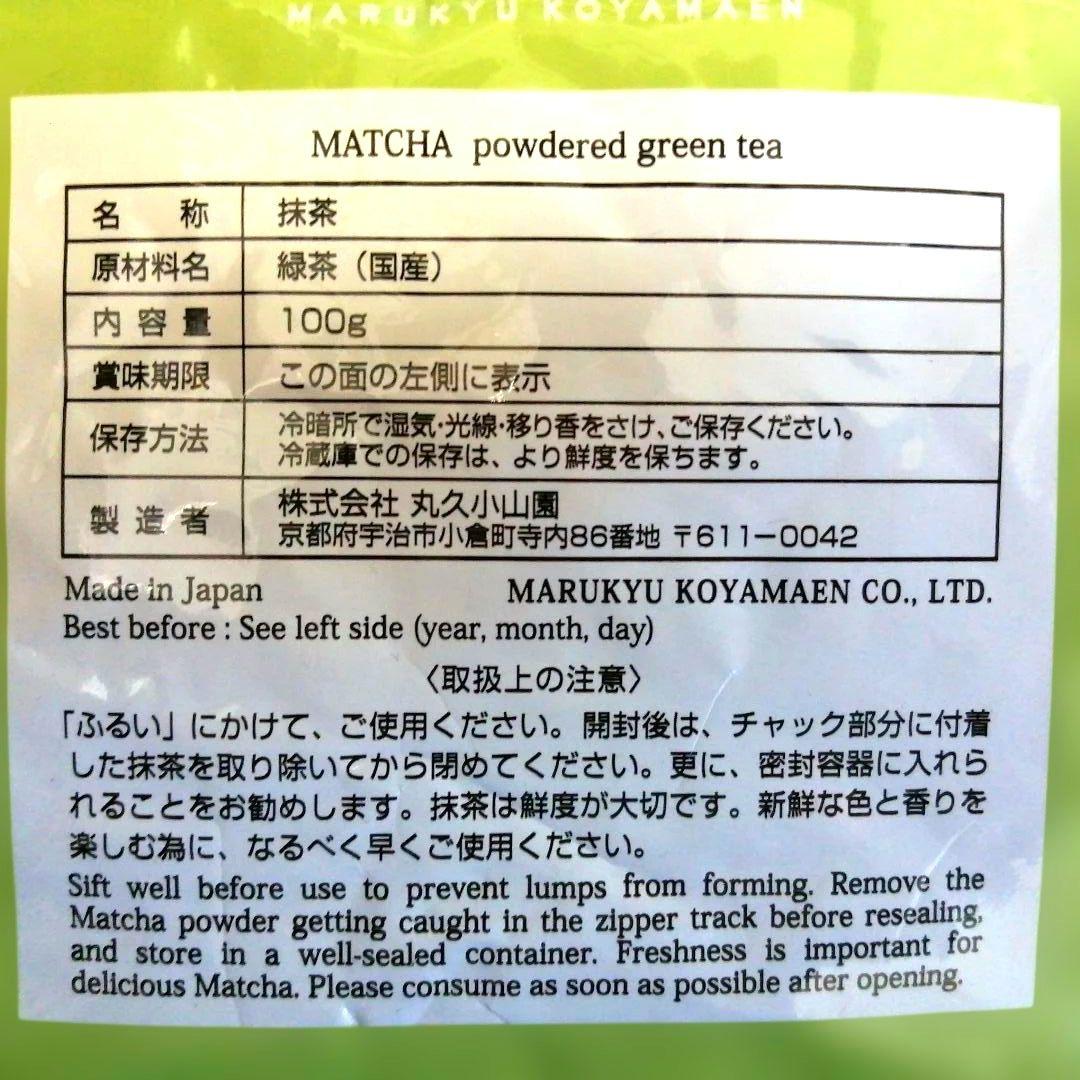 MARUKYU KOYAMAEN
MATCHA powdered green tea
名称 抹茶
原材料名 緑茶（国産）
内容量 100g
賞味期限 この面の左側に表示
保存方法 冷暗所で湿気・光線・移り香をさけ、ご保存ください。
冷蔵庫での保存は、より鮮度を保ちます。
製造者 株式会社 丸久小山園
京都府宇治市小倉町寺内86番地 〒611-0042
Made in Japan MARUKYU KOYAMAEN CO., LTD.
Best before : See left side (year, month, day)
〈取扱上の注意〉
「ふるい」にかけて、ご使用ください。開封後は、チャック部分に付着
した抹茶を取り除いてから閉めてください。更に、密封容器に入れら
れることをお勧めします。抹茶は鮮度が大切です。新鮮な色と香りを
楽しむ為に、なるべく早くご使用ください。
Sift well before use to prevent lumps from forming. Remove the
Matcha powder getting caught in the zipper track before resealing,
and store in a well-sealed container. Freshness is important for
delicious Matcha. Please consume as soon as possible after opening.